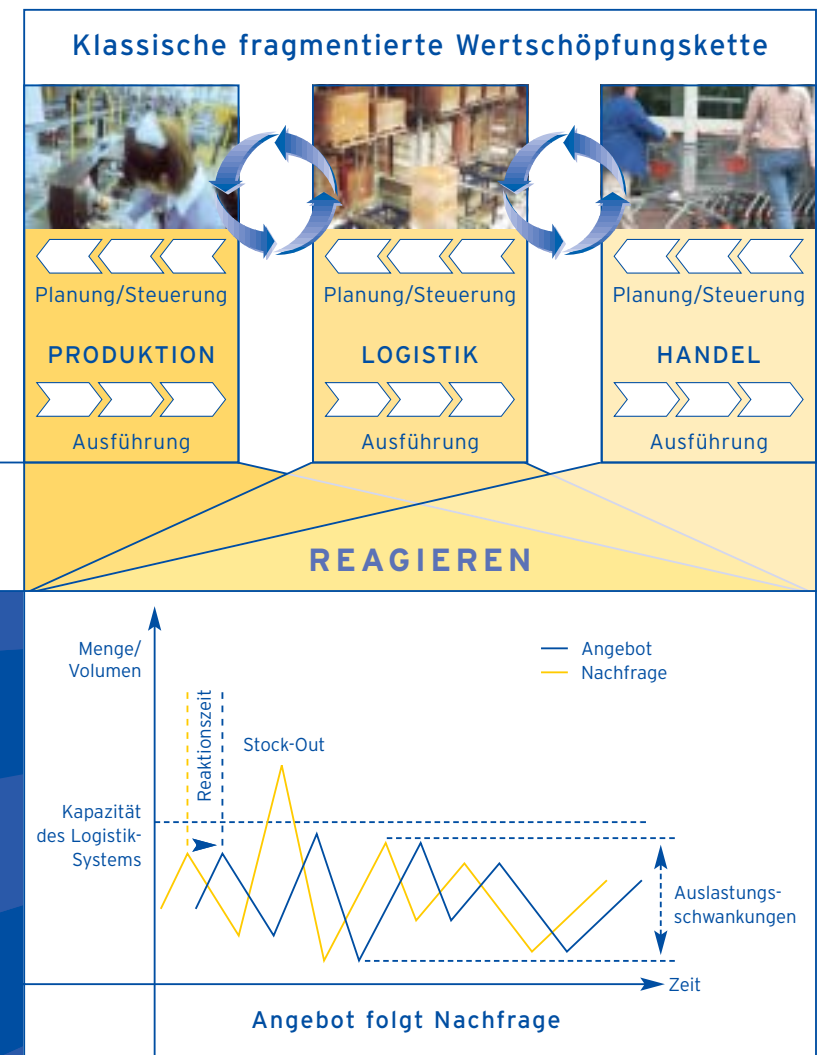 Klassische fragmentierte Wertschöpfungskette
Planung/Steuerung
PRODUKTION
Ausführung
Planung/Steuerung
LOGISTIK
Ausführung
Planung/Steuerung
HANDEL
Ausführung
REAGIEREN
Menge/
Volumen
Angebot
Nachfrage
Reaktionszeit
Stock-Out
Kapazität
des Logistik-
Systems
Auslastungs-
schwankungen
Zeit
Angebot folgt Nachfrage